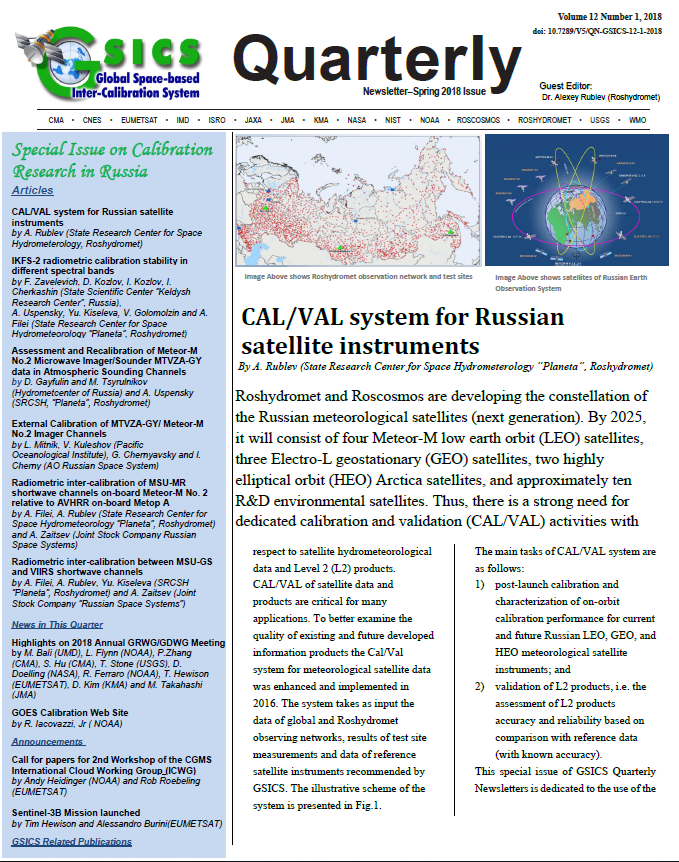 Volume 12 Number 1, 2018
doi: 10.7289/V5/QN-GSICS-12-1-2018
GSICS
Global Space-based
Inter-Calibration System
Quarterly
Newsletter–Spring 2018 Issue
Guest Editor:
Dr. Alexey Rublev (Roshydromet)
CMA • CNES • EUMETSAT • IMD • ISRO • JAXA • JMA • KMA • NASA • NIST • NOAA • ROSCOSMOS • ROSHYDROMET • USGS • WMO
Special Issue on Calibration
Research in Russia
Articles
CAL/VAL system for Russian satellite
instruments
by A. Rublev (State Research Center for Space
Hydrometerology, Roshydromet)
IKFS-2 radiometric calibration stability in
different spectral bands
by F. Zavelevich, D. Kozlov, I. Kozlov, I.
Cherkashin (State Scientific Center "Keldysh
Research Center", Russia),
A. Uspensky, Yu. Kiseleva, V. Golomolzin and A.
Filei (State Research Center for Space
Hydrometeorology "Planeta", Roshydromet)
Assessment and Recalibration of Meteor-M
No.2 Microwave Imager/Sounder MTVZA-GY
data in Atmospheric Sounding Channels
by D. Gayfulin and M. Tsyrulnikov
(Hydrometcenter of Russia) and A. Uspensky
(SRCSH, "Planeta", Roshydromet)
External Calibration of MTVZA-GY/ Meteor-M
No.2 Imager Channels
by L. Mitnik, V. Kuleshov (Pacific
Oceanological Institute), G. Chernyavsky and I.
Cherny (AO Russian Space System)
Radiometric inter-calibration of MSU-MR
shortwave channels on-board Meteor-M No. 2
relative to AVHRR on-board Metop A
by A. Filei, A. Rublev (State Research Center for
Space Hydrometeorology "Planeta", Roshydromet)
and A. Zaitsev (Joint Stock Company Russian
Space Systems)
Radiometric inter-calibration between MSU-GS
and VIIRS shortwave channels
by A. Filei, A. Rublev, Yu. Kiseleva (SRCSH
"Planeta", Roshydromet) and A. Zaitsev (Joint
Stock Company "Russian Space Systems")
News in This Quarter
Highlights on 2018 Annual GRWG/GDWG Meeting
by M. Bali (UMD), L. Flynn (NOAA), P.Zhang
(CMA), S. Hu (CMA), T. Stone (USGS), D.
Doelling (NASA), R. Ferraro (NOAA), T. Hewison
(EUMETSAT), D. Kim (KMA) and M. Takahashi
(JMA)
GOES Calibration Web Site
by R. Iacovazzi, Jr ( NOAA)
Announcements
Call for papers for 2nd Workshop of the CGMS
International Cloud Working Group (ICWG)
by Andy Heidinger (NOAA) and Rob Roebeling
(EUMETSAT)
Sentinel-3B Mission launched
by Tim Hewison and Alessandro Burini(EUMETSAT)
GSICS Related Publications
Image Above shows Roshydromet observation network and test sites
Image Above shows satellites of Russian Earth
Observation System
CAL/VAL system for Russian
satellite instruments
By A. Rublev (State Research Center for Space Hydrometerology "Planeta", Roshydromet)
Roshydromet and Roscosmos are developing the constellation of
the Russian meteorological satellites (next generation). By 2025,
it will consist of four Meteor-M low earth orbit (LEO) satellites,
three Electro-L geostationary (GEO) satellites, two highly
elliptical orbit (HEO) Arctica satellites, and approximately ten
R&D environmental satellites. Thus, there is a strong need for
dedicated calibration and validation (CAL/VAL) activities with
respect to satellite hydrometeorological
data and Level 2 (L2) products.
CAL/VAL of satellite data and
products are critical for many
applications. To better examine the
quality of existing and future developed
information products the Cal/Val
system for meteorological satellite data
was enhanced and implemented in
2016. The system takes as input the
data of global and Roshydromet
observing networks, results of test site
measurements and data of reference
satellite instruments recommended by
GSICS. The illustrative scheme of the
system is presented in Fig.1.
The main tasks of CAL/VAL system are
as follows:
1) post-launch calibration and
characterization of on-orbit
calibration performance for current
and future Russian LEO, GEO, and
HEO meteorological satellite
instruments; and
2) validation of L2 products, i.e. the
assessment of L2 products
accuracy and reliability based on
comparison with reference data
(with known accuracy).
This special issue of GSICS Quarterly
Newsletters is dedicated to the use of the